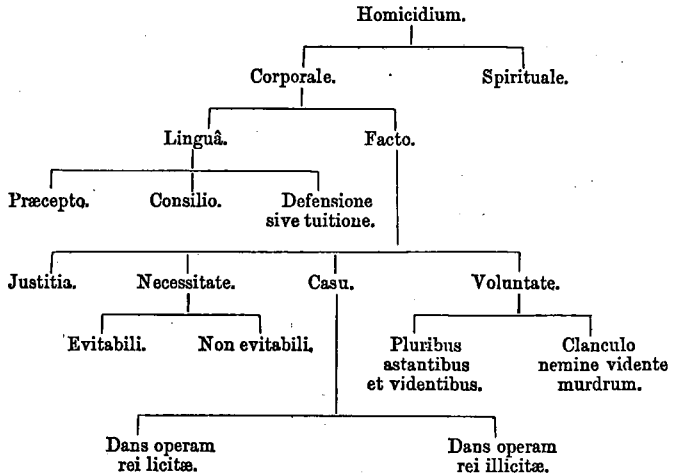 Homicidium.
Corporale. Spirituale.
Linguâ. Facto.
Præcepto. Consilio. Defensione
sive tuitione.
Justitia. Necessitate. Casu. Voluntate.
Evitabili. Non evitabili. Pluribus
astantibus
et videntibus.
Clanculo
nemine vidente
murdrum.
Dans operam
rei licitæ.
Dans operam
rei illicitæ.